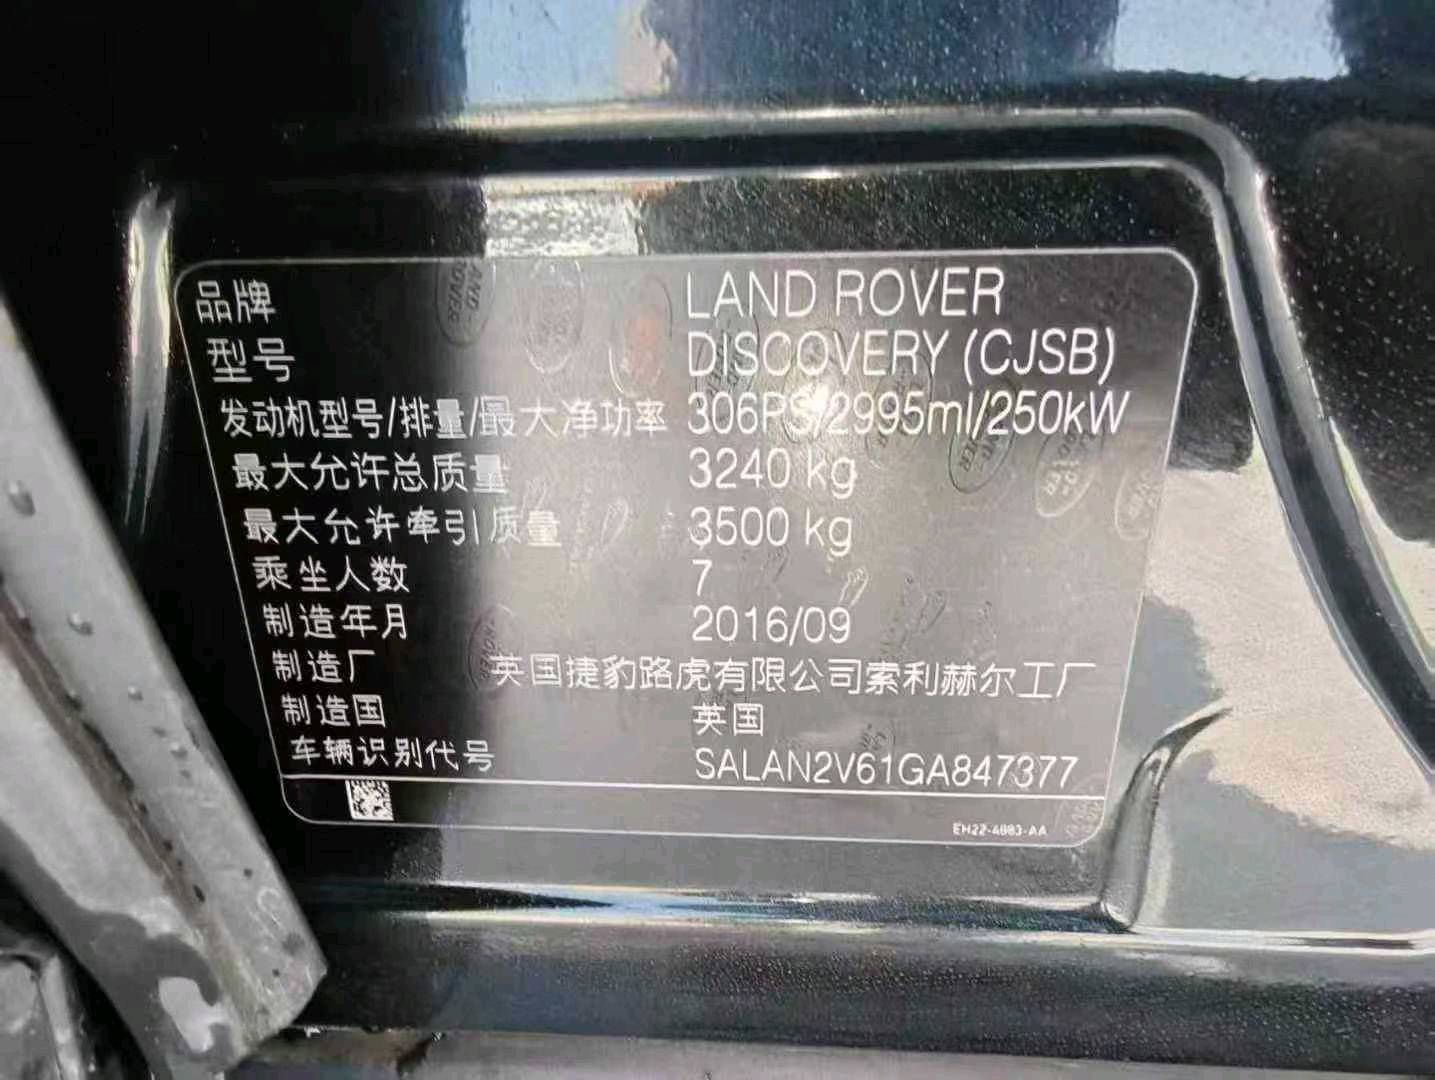 品牌 LAND ROVER
型号 DISCOVERY (CJSB)
发动机型号/排量/最大净功率 306PS/2995ml/250kW
最大允许总质量 3240 kg
最大允许牵引质量 3500 kg
乘坐人数 7
制造年月 2016/09
制造厂 英国捷豹路虎有限公司索利赫尔工厂
制造国 英国
车辆识别代号 SALAN2V61GA847377
EH22-4883-AA